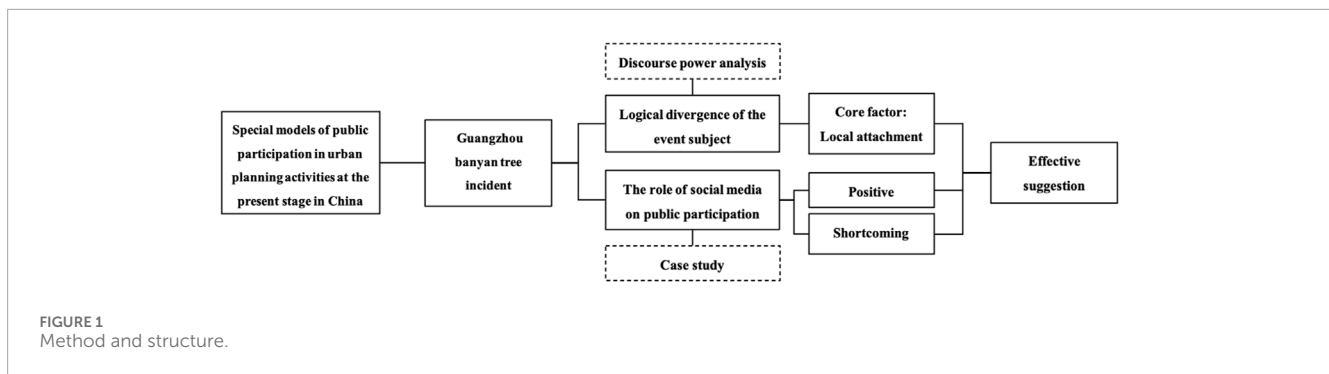 Discourse power analysis
Special models of public
participation in urban
planning activities at the
present stage in China
Guangzhou
banyan tree
incident
Logical divergence of the
event subject
Core factor:
Local attachment
The role of social media
on public participation
Positive
Shortcoming
Effective
suggestion
Case study
FIGURE 1
Method and structure.